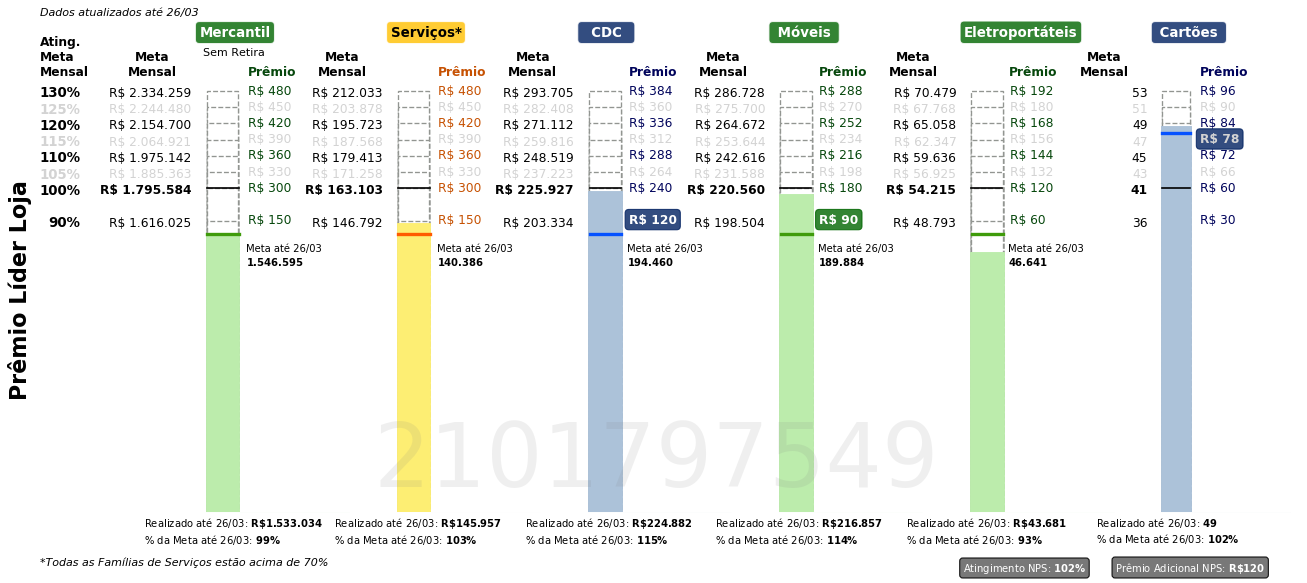 Dados atualizados até 26/03
Mercantil Serviços* CDC Móveis Eletroportáteis Cartões
Sem Retira
Ating. Meta Mensal
Meta Mensal Prêmio Meta Mensal Prêmio Meta Mensal Prêmio Meta Mensal Prêmio Meta Mensal Prêmio Meta Mensal Prêmio
130% R$ 2.334.259 R$ 480 R$ 212.033 R$ 480 R$ 293.705 R$ 384 R$ 286.728 R$ 288 R$ 70.479 R$ 192 53 R$ 96
125% R$ 2.244.480 R$ 450 R$ 203.878 R$ 450 R$ 282.408 R$ 360 R$ 275.700 R$ 270 R$ 67.768 R$ 180 51 R$ 90
120% R$ 2.154.700 R$ 420 R$ 195.723 R$ 420 R$ 271.112 R$ 336 R$ 264.672 R$ 252 R$ 65.058 R$ 168 49 R$ 84
115% R$ 2.064.921 R$ 390 R$ 187.568 R$ 390 R$ 259.816 R$ 312 R$ 253.644 R$ 234 R$ 62.347 R$ 156 47 R$ 78
110% R$ 1.975.142 R$ 360 R$ 179.413 R$ 360 R$ 248.519 R$ 288 R$ 242.616 R$ 216 R$ 59.636 R$ 144 45 R$ 72
105% R$ 1.885.363 R$ 330 R$ 171.258 R$ 330 R$ 237.223 R$ 264 R$ 231.588 R$ 198 R$ 56.925 R$ 132 43 R$ 66
100% R$ 1.795.584 R$ 300 R$ 163.103 R$ 300 R$ 225.927 R$ 240 R$ 220.560 R$ 180 R$ 54.215 R$ 120 41 R$ 60
90% R$ 1.616.025 R$ 150 R$ 146.792 R$ 150 R$ 203.334 R$ 120 R$ 198.504 R$ 90 R$ 48.793 R$ 60 36 R$ 30
Meta até 26/03 Meta até 26/03 Meta até 26/03 Meta até 26/03 Meta até 26/03
1.546.595 140.386 194.460 189.884 46.641
Prêmio Líder Loja
2101797549
Realizado até 26/03: R$1.533.034 Realizado até 26/03: R$145.957 Realizado até 26/03: R$224.882 Realizado até 26/03: R$216.857 Realizado até 26/03: R$43.681 Realizado até 26/03: 49
% da Meta até 26/03: 99% % da Meta até 26/03: 103% % da Meta até 26/03: 115% % da Meta até 26/03: 114% % da Meta até 26/03: 93% % da Meta até 26/03: 102%
*Todas as Famílias de Serviços estão acima de 70%
Atingimento NPS: 102% Prêmio Adicional NPS: R$120